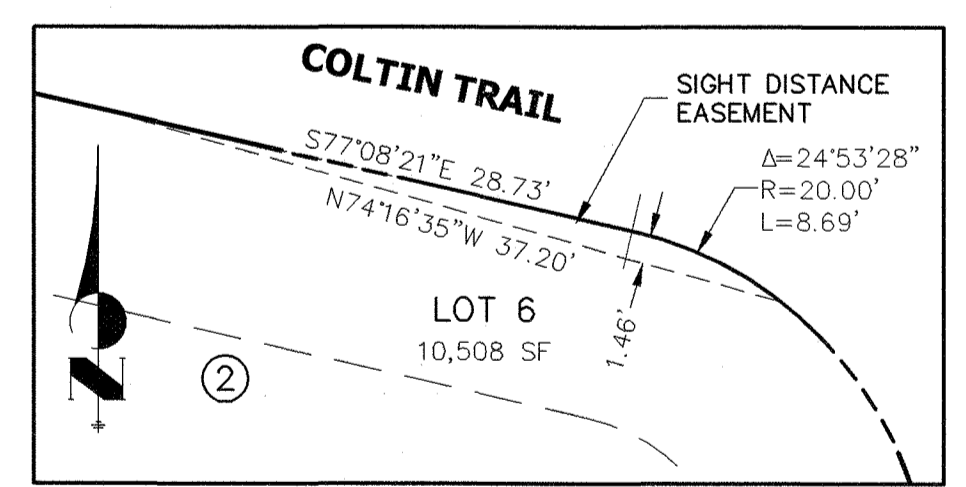 COLTIN TRAIL
SIGHT DISTANCE
EASEMENT
Δ=24°53'28"
R=20.00'
L=8.69'
S77°08'21"E 28.73'
N74°16'35"W 37.20'
1.46'
LOT 6
10,508 SF
2
N